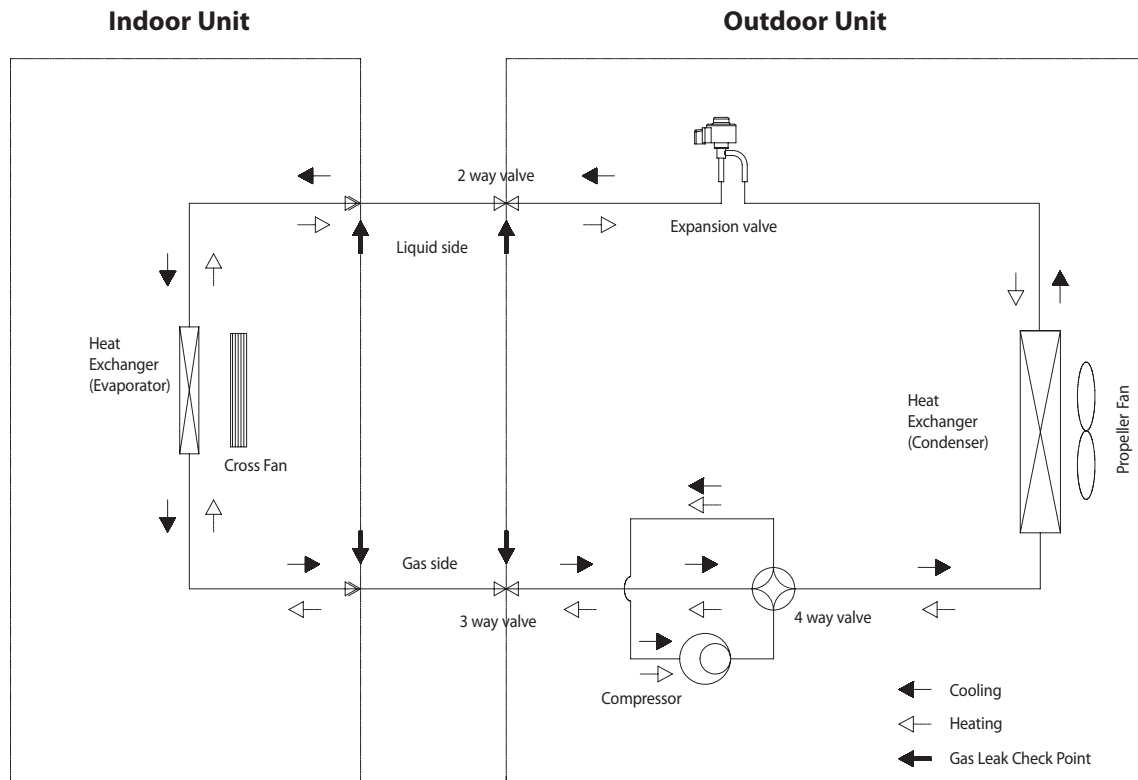 Indoor Unit
Outdoor Unit
2 way valve
Expansion valve
Liquid side
Heat
Exchanger
(Evaporator)
Cross Fan
Heat
Exchanger
(Condenser)
Propeller Fan
Gas side
3 way valve
4 way valve
Compressor
Cooling
Heating
Gas Leak Check Point